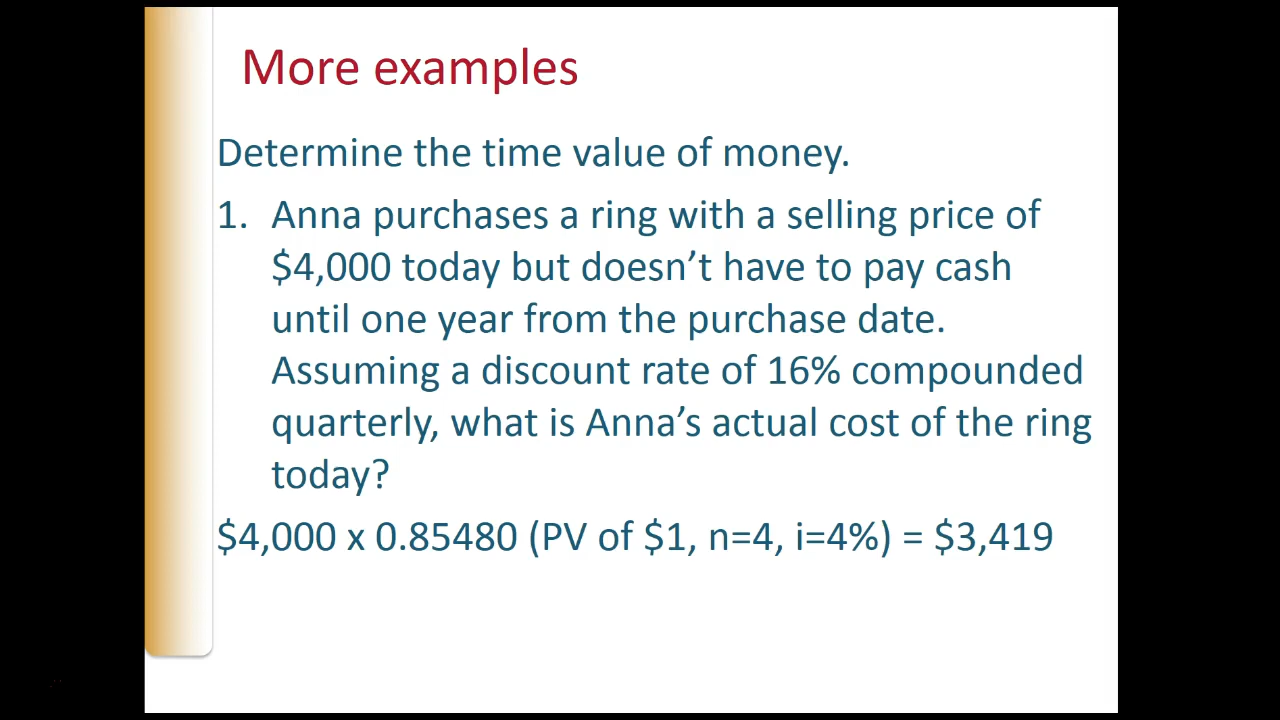 More examples
Determine the time value of money.
1. Anna purchases a ring with a selling price of
$4,000 today but doesn’t have to pay cash
until one year from the purchase date.
Assuming a discount rate of 16% compounded
quarterly, what is Anna’s actual cost of the ring
today?
$4,000 x 0.85480 (PV of $1, n=4, i=4%) = $3,419